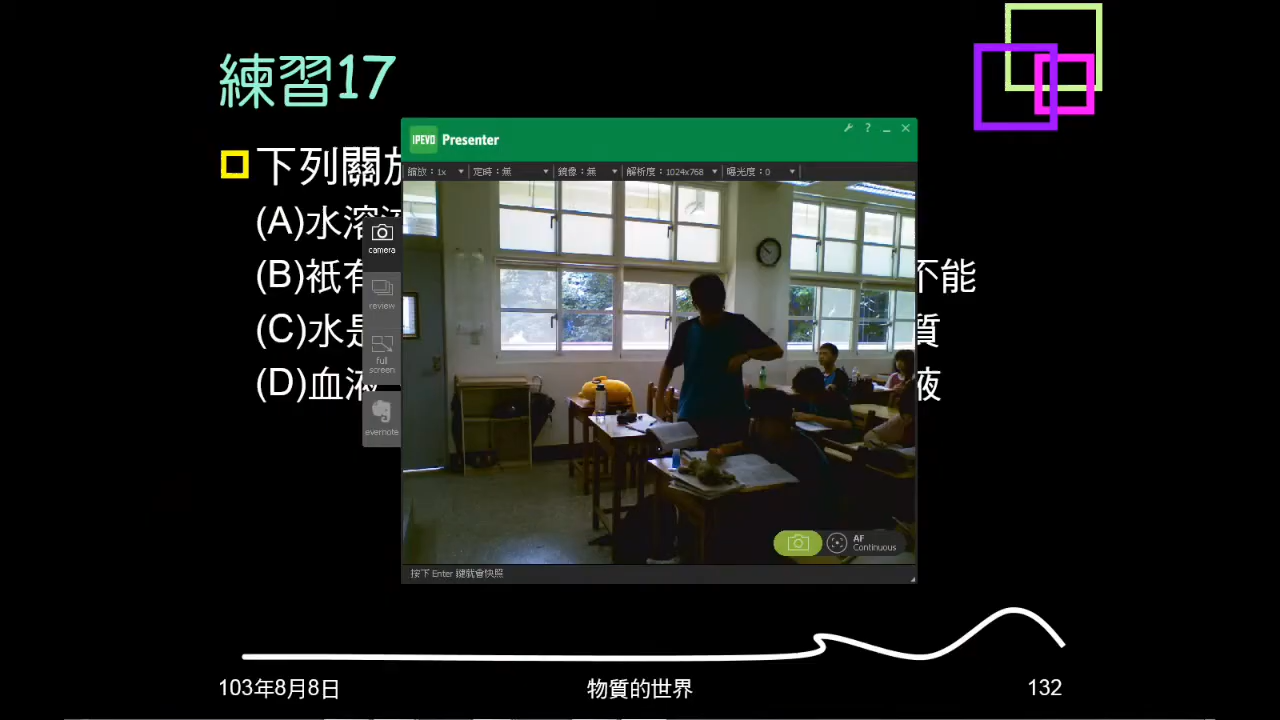 練習17
IPEVO Presenter
下列關於
縮放：1x 定時：無 鏡像：無 解析度：1024x768 曝光度：0
(A)水溶液
camera
(B)衹有 不能
review
(C)水是 質
full screen
(D)血液 液
evernote
AF Continuous
按下 Enter 鍵就會快照
103年8月8日 物質的世界 132